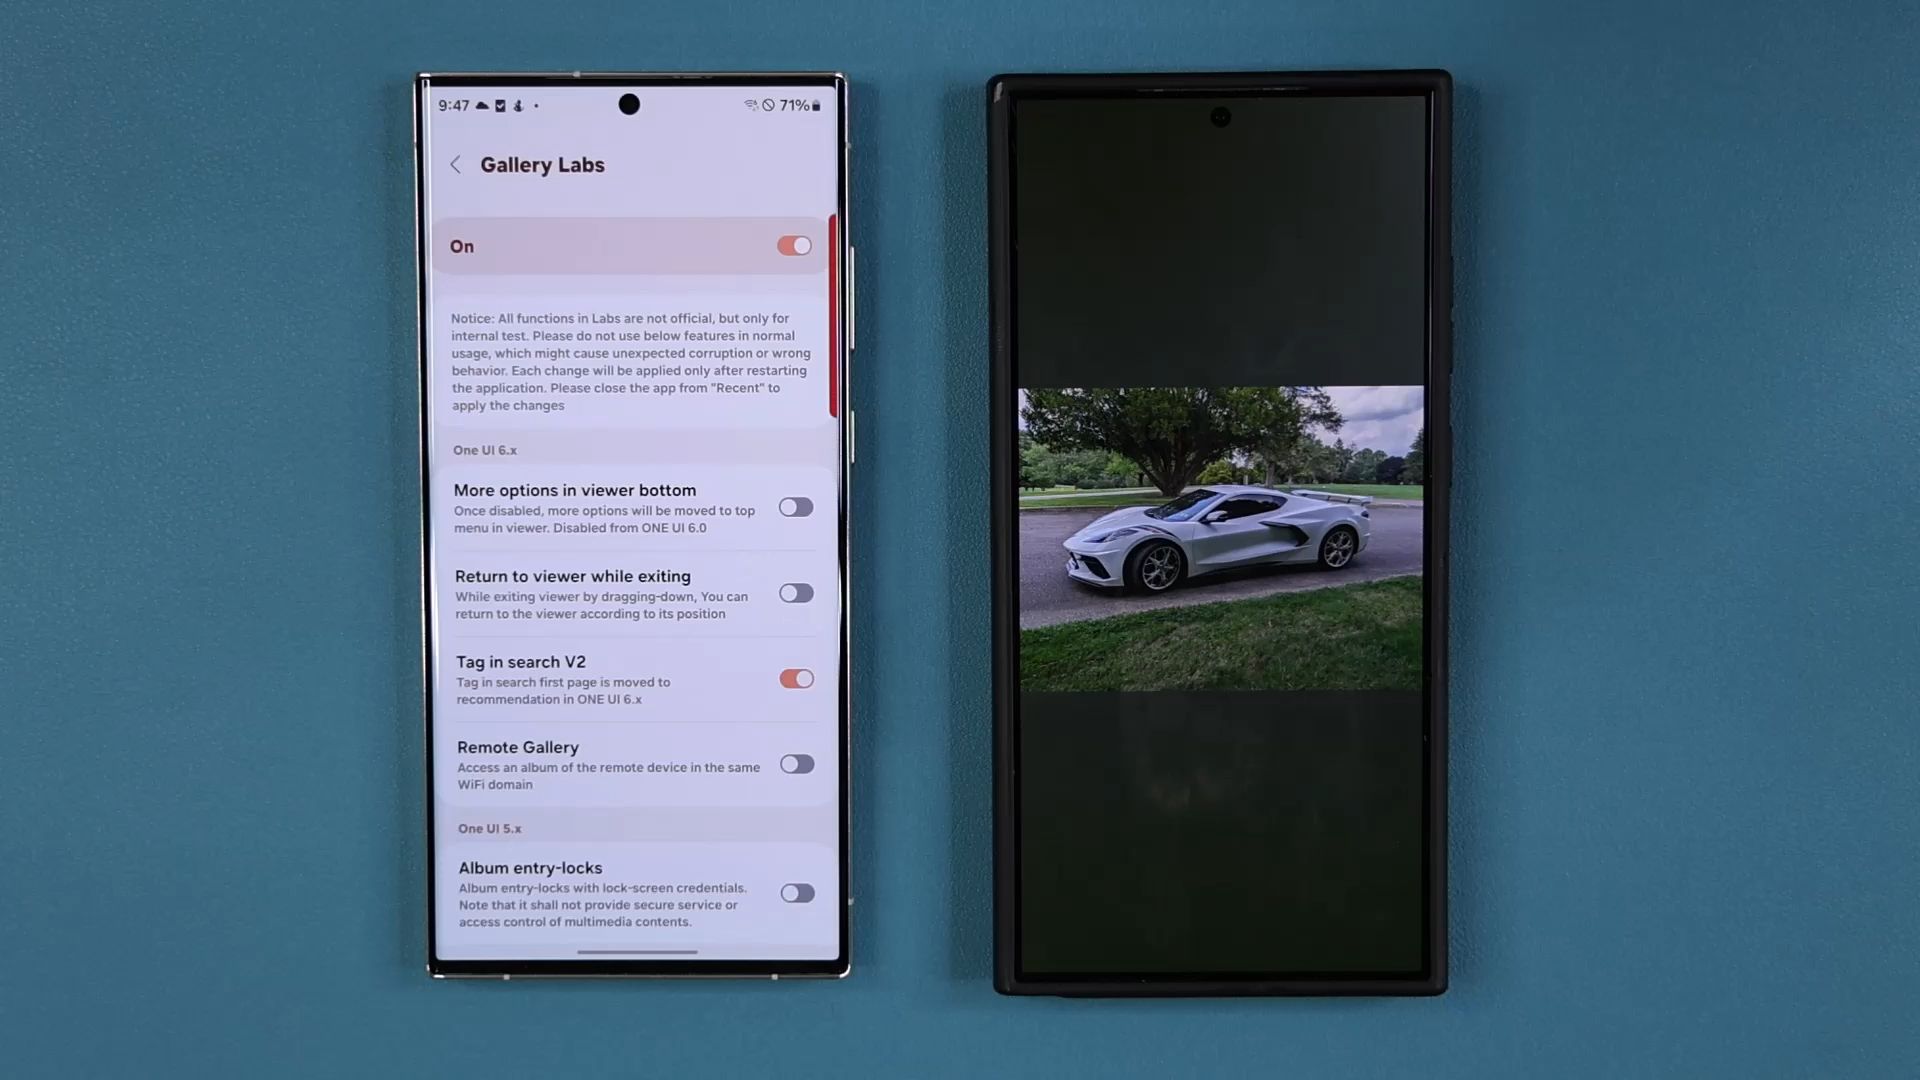 9:47
71%
Gallery Labs
On
Notice: All functions in Labs are not official, but only for
internal test. Please do not use below features in normal
usage, which might cause unexpected corruption or wrong
behavior. Each change will be applied only after restarting
the application. Please close the app from "Recent" to
apply the changes
One UI 6.x
More options in viewer bottom
Once disabled, more options will be moved to top
menu in viewer. Disabled from ONE UI 6.0
Return to viewer while exiting
While exiting viewer by dragging-down, You can
return to the viewer according to its position
Tag in search V2
Tag in search first page is moved to
recommendation in ONE UI 6.x
Remote Gallery
Access an album of the remote device in the same
WiFi domain
One UI 5.x
Album entry-locks
Album entry-locks with lock-screen credentials.
Note that it shall not provide secure service or
access control of multimedia contents.